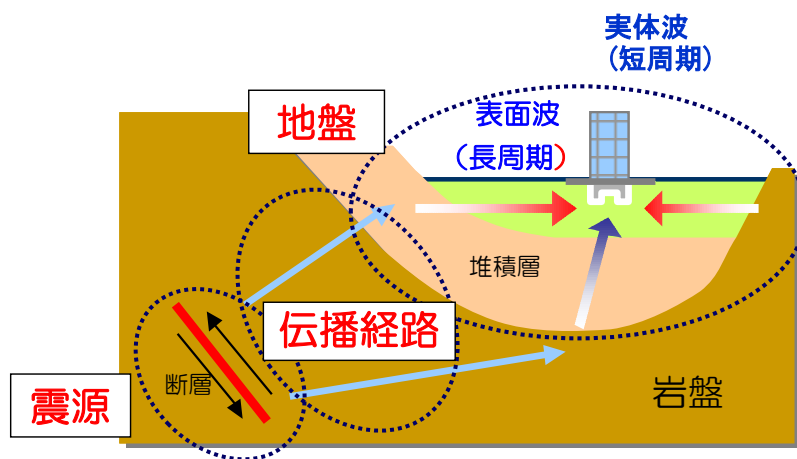 実体波
(短周期)
地盤
表面波
(長周期)
堆積層
伝播経路
断層
震源
岩盤